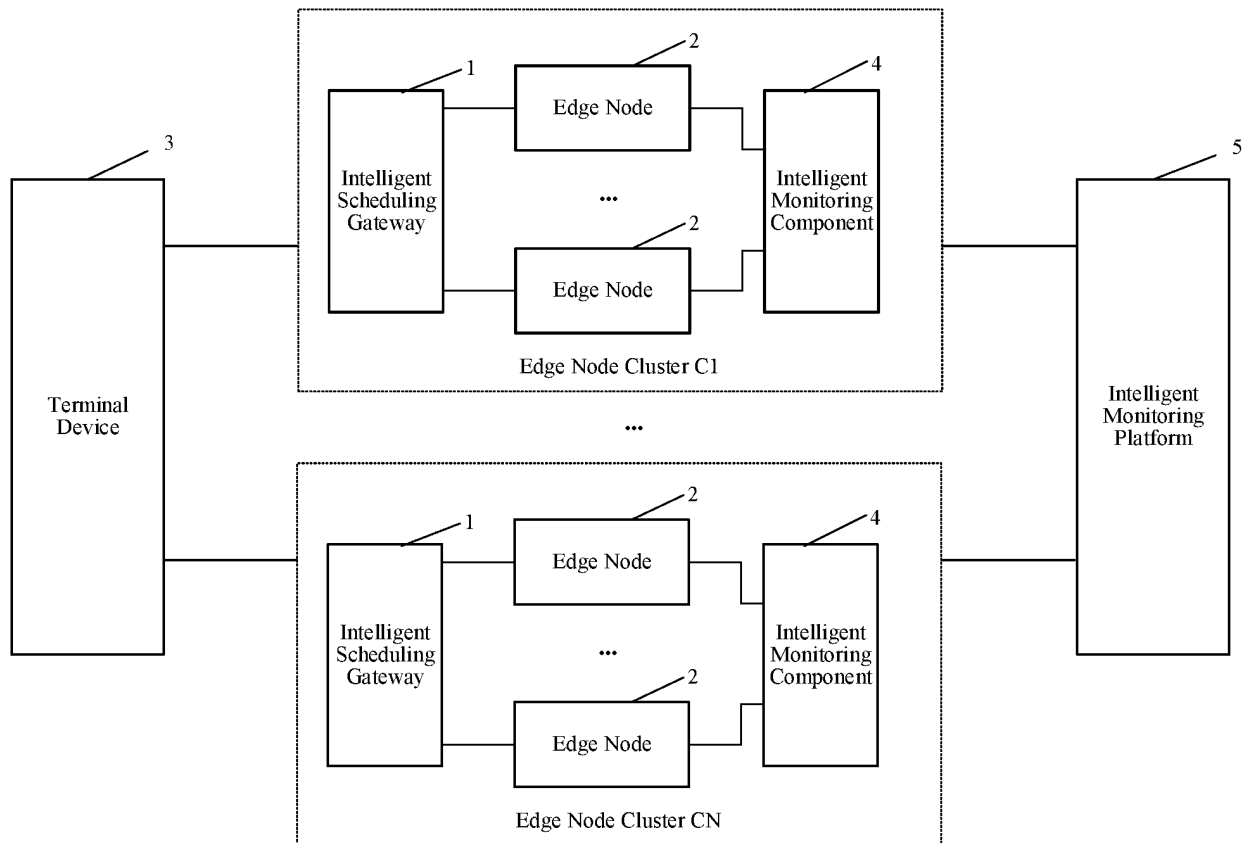 2
1
4
Edge Node
3
5
Intelligent
Scheduling
Gateway
...
Intelligent
Monitoring
Component
2
Edge Node
Edge Node Cluster C1
Terminal
Device
...
Intelligent
Monitoring
Platform
2
1
4
Edge Node
Intelligent
Scheduling
Gateway
...
Intelligent
Monitoring
Component
2
Edge Node
Edge Node Cluster CN